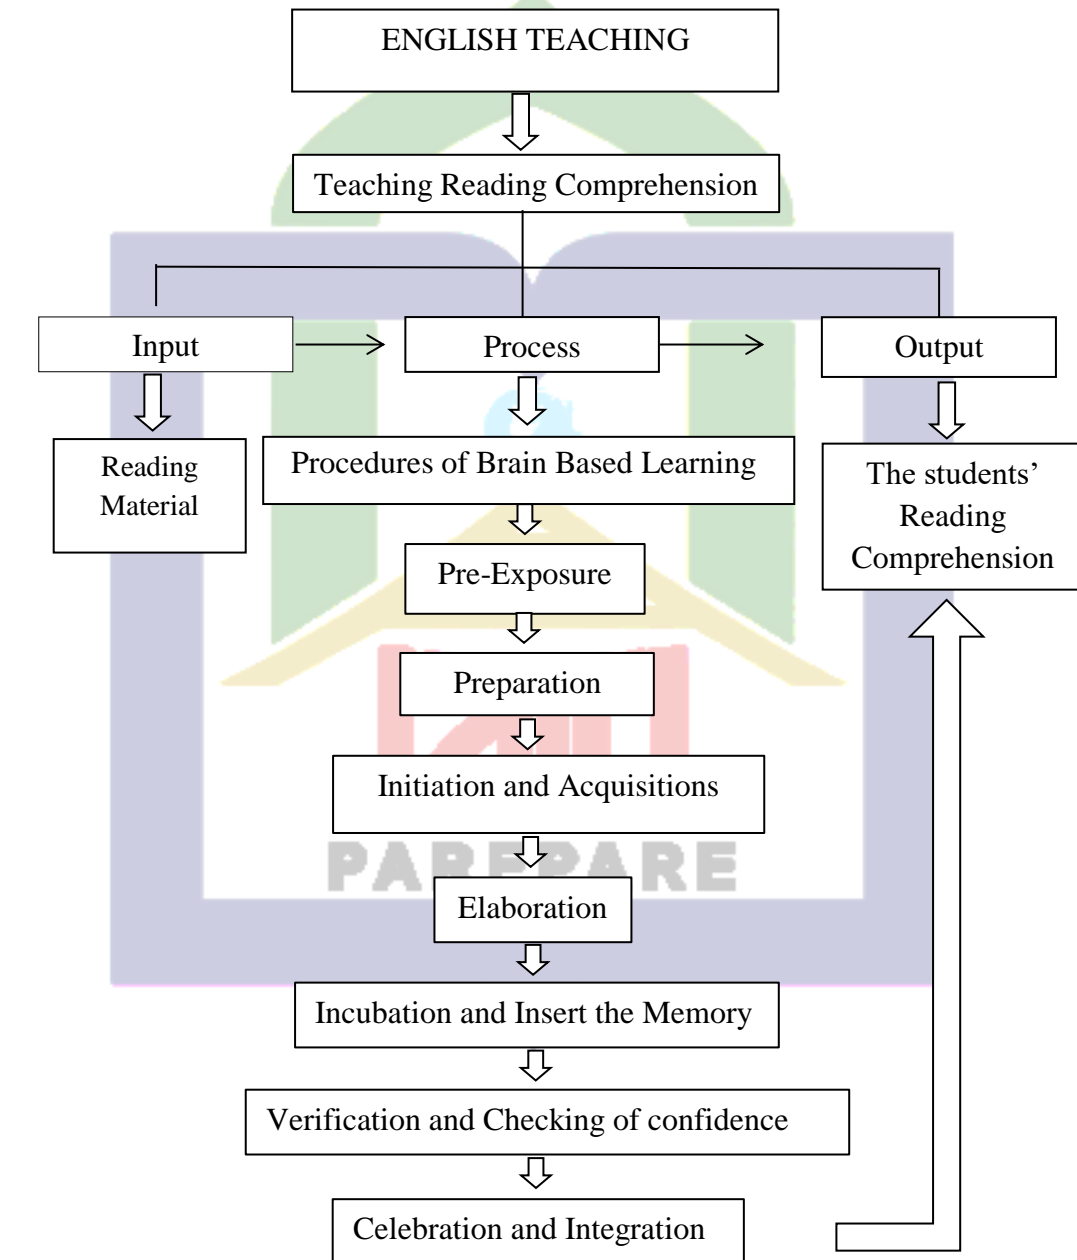 ENGLISH TEACHING
Teaching Reading Comprehension
Input
Process
Output
Reading
Material
Procedures of Brain Based Learning
The students’
Reading
Comprehension
Pre-Exposure
Preparation
Initiation and Acquisitions
PAREPARE
Elaboration
Incubation and Insert the Memory
Verification and Checking of confidence
Celebration and Integration